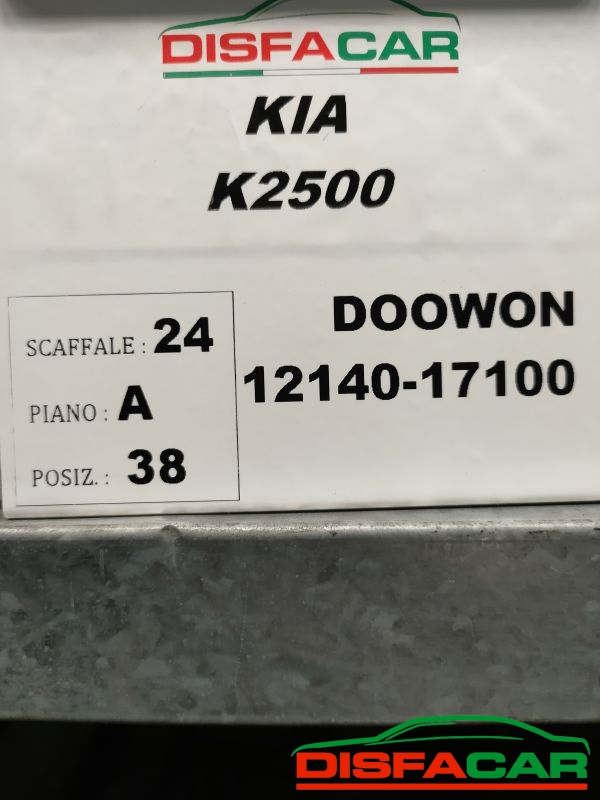 DISFACAR
KIA
K2500
SCAFFALE : 24
PIANO : A
POSIZ. : 38
DOOWON
12140-17100
DISFACAR